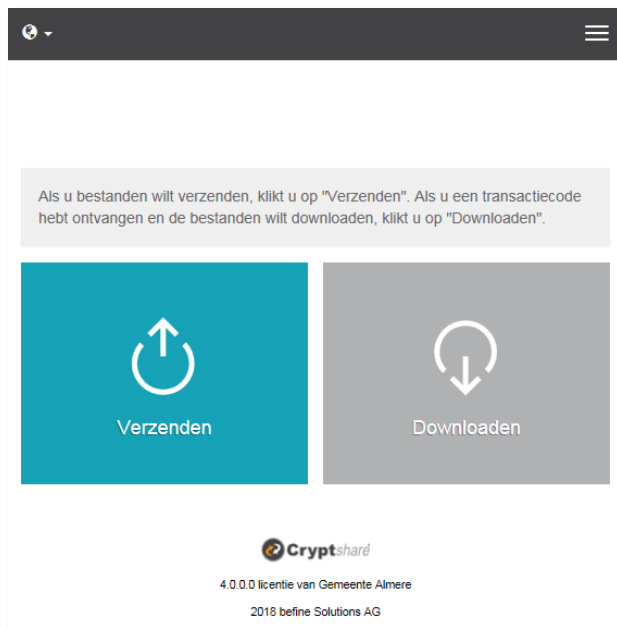 Als u bestanden wilt verzenden, klikt u op "Verzenden". Als u een transactiecode
hebt ontvangen en de bestanden wilt downloaden, klikt u op "Downloaden".
Verzenden
Downloaden
Cryptshare
4.0.0.0 licentie van Gemeente Almere
2018 befine Solutions AG